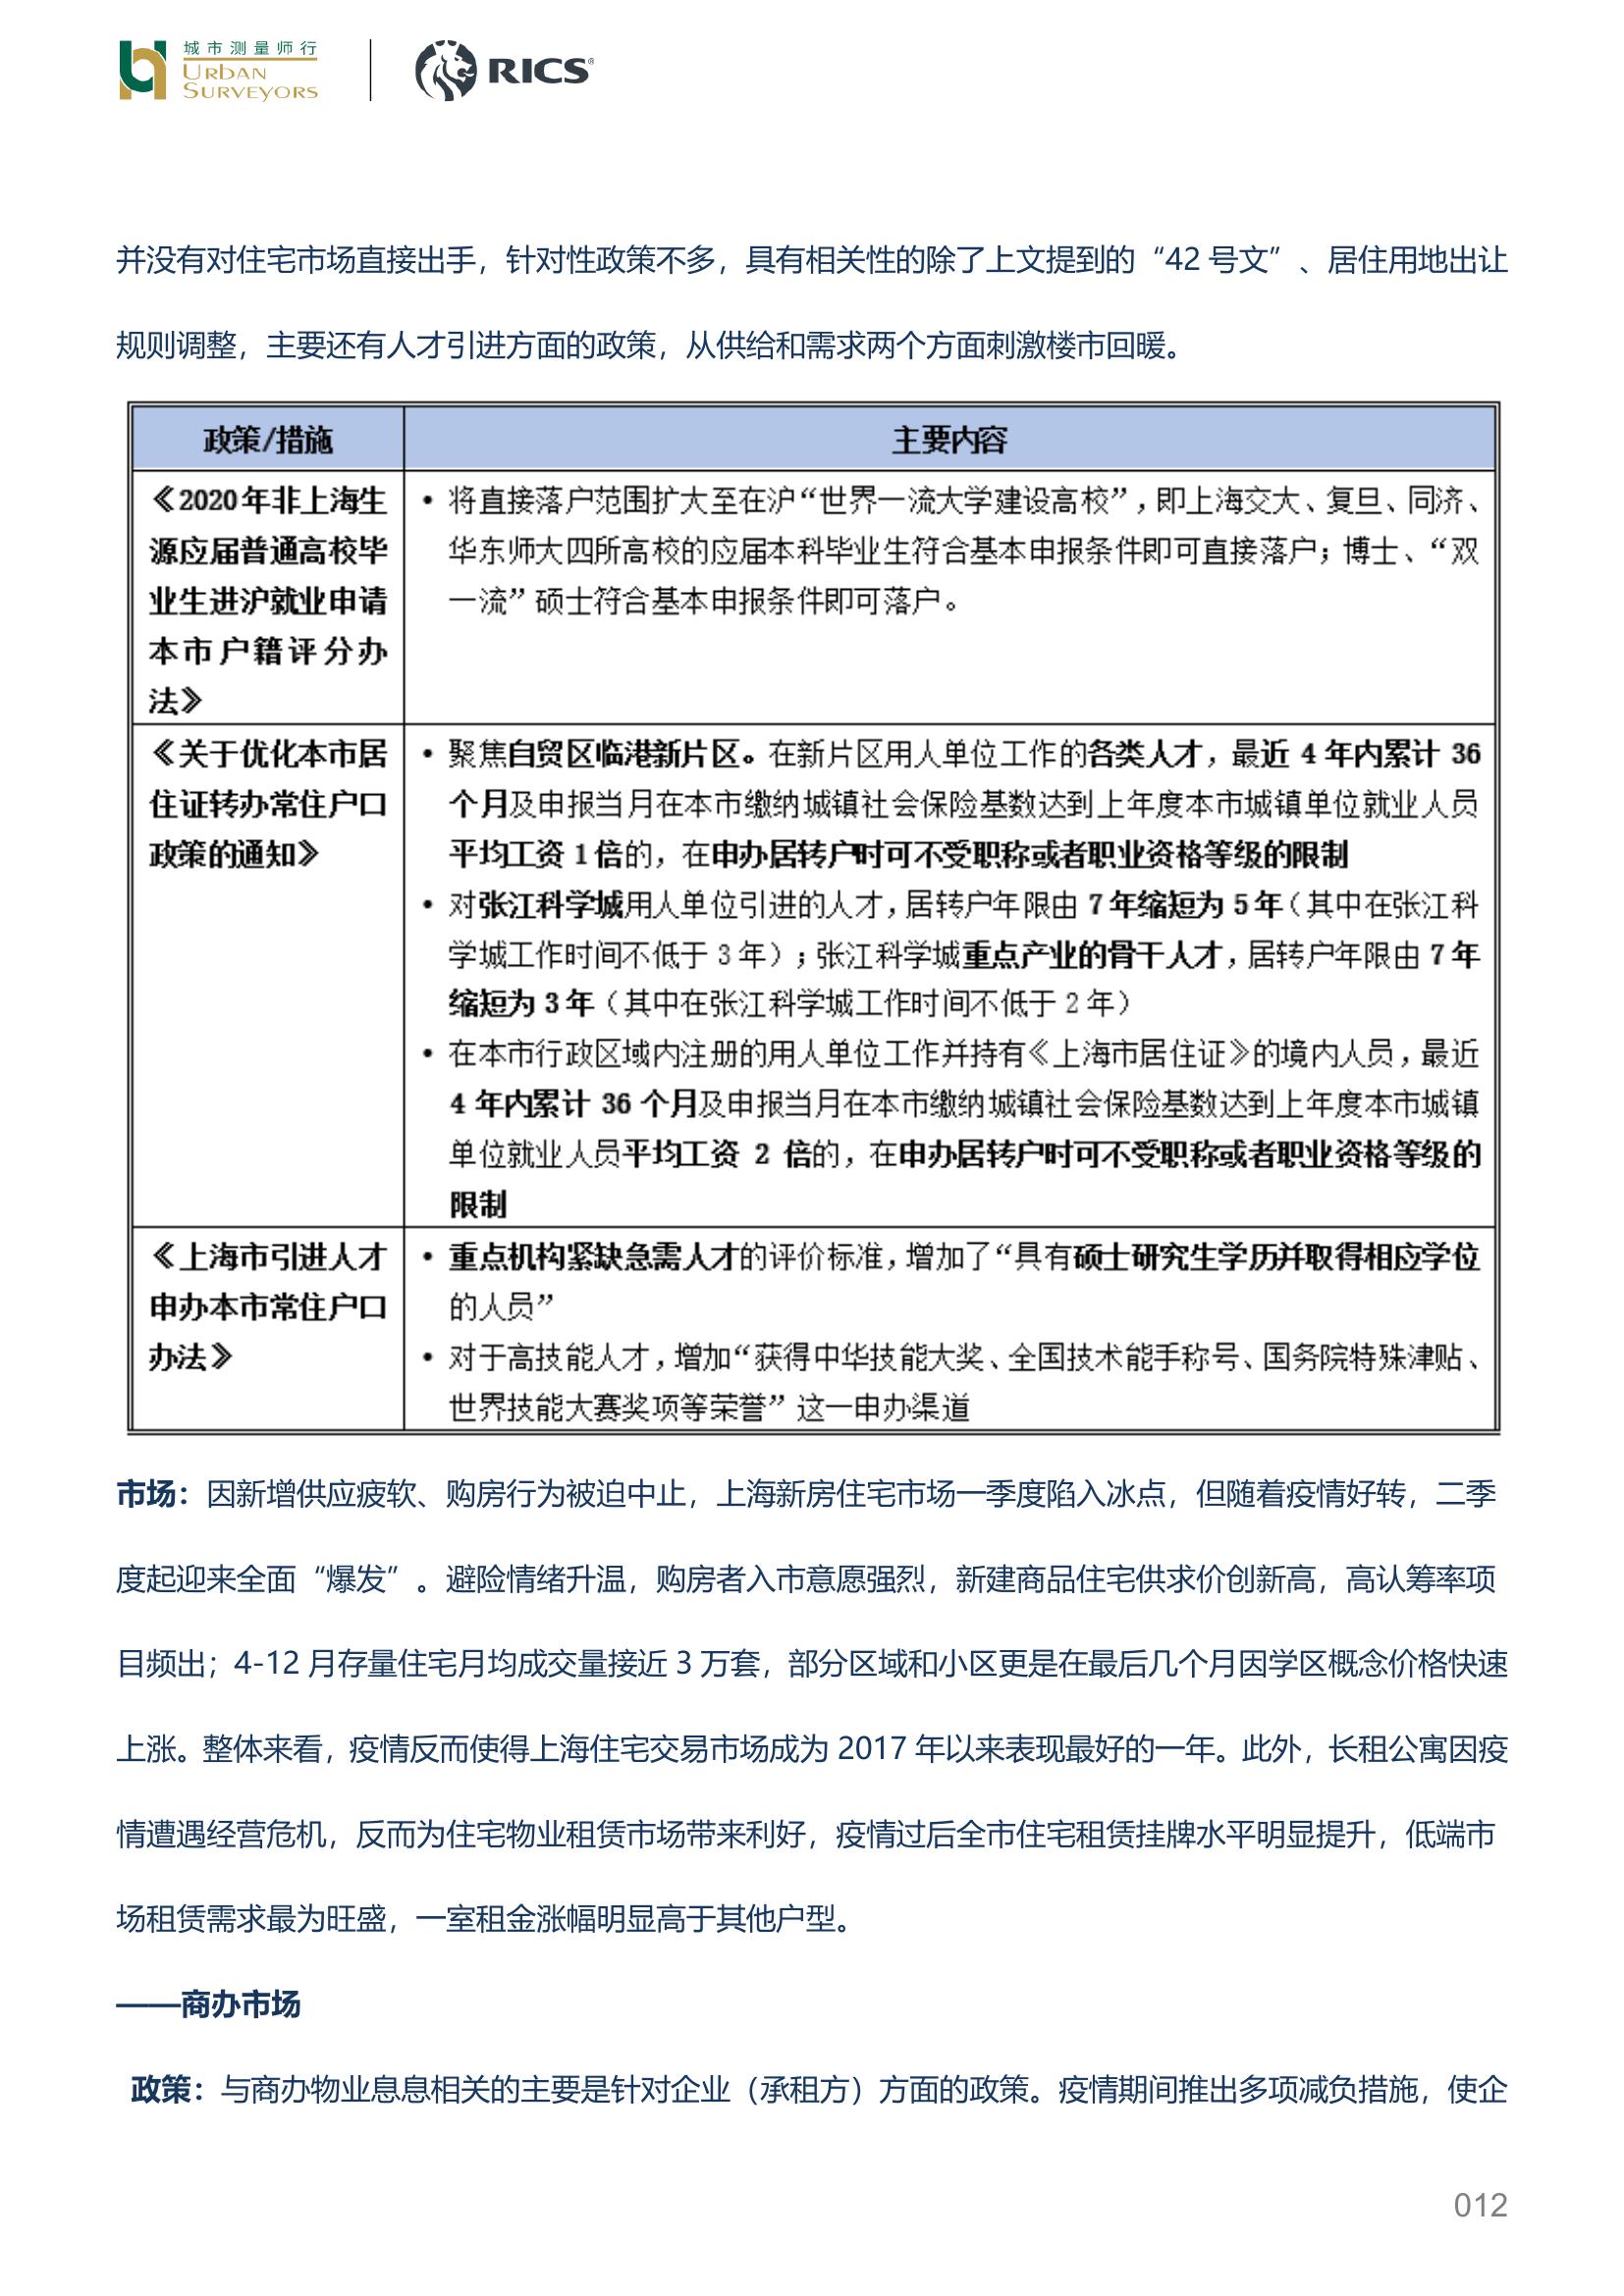 城市测量师行
URBAN
SURVEYORS
RICS®
并没有对住宅市场直接出手，针对性政策不多，具有相关性的除了上文提到的“42 号文”、居住用地出让
规则调整，主要还有人才引进方面的政策，从供给和需求两个方面刺激楼市回暖。
政策/措施
主要内容
《2020年非上海生
源应届普通高校毕
业生进沪就业申请
本市户籍评分办
法》
• 将直接落户范围扩大至在沪“世界一流大学建设高校”，即上海交大、复旦、同济、
华东师大四所高校的应届本科毕业生符合基本申报条件即可直接落户；博士、“双
一流”硕士符合基本申报条件即可落户。
《关于优化本市居
住证转办常住户口
政策的通知》
• 聚焦自贸区临港新片区。在新片区用人单位工作的各类人才，最近 4 年内累计 36
个月及申报当月在本市缴纳城镇社会保险基数达到上年度本市城镇单位就业人员
平均工资 1 倍的，在申办居转户时可不受职称或者职业资格等级的限制
• 对张江科学城用人单位引进的人才，居转户年限由 7 年缩短为 5 年（其中在张江科
学城工作时间不低于 3 年）；张江科学城重点产业的骨干人才，居转户年限由 7 年
缩短为 3 年（其中在张江科学城工作时间不低于 2 年）
• 在本市行政区域内注册的用人单位工作并持有《上海市居住证》的境内人员，最近
4 年内累计 36 个月及申报当月在本市缴纳城镇社会保险基数达到上年度本市城镇
单位就业人员平均工资 2 倍的，在申办居转户时可不受职称或者职业资格等级的
限制
《上海市引进人才
申办本市常住户口
办法》
• 重点机构紧缺急需人才的评价标准，增加了“具有硕士研究生学历并取得相应学位
的人员”
• 对于高技能人才，增加“获得中华技能大奖、全国技术能手称号、国务院特殊津贴、
世界技能大赛奖项等荣誉”这一申办渠道
市场：因新增供应疲软、购房行为被迫中止，上海新房住宅市场一季度陷入冰点，但随着疫情好转，二季
度起迎来全面“爆发”。避险情绪升温，购房者入市意愿强烈，新建商品住宅供求价创新高，高认筹率项
目频出；4-12 月存量住宅月均成交量接近 3 万套，部分区域和小区更是在最后几个月因学区概念价格快速
上涨。整体来看，疫情反而使得上海住宅交易市场成为 2017 年以来表现最好的一年。此外，长租公寓因疫
情遭遇经营危机，反而为住宅物业租赁市场带来利好，疫情过后全市住宅租赁挂牌水平明显提升，低端市
场租赁需求最为旺盛，一室租金涨幅明显高于其他户型。
——商办市场
政策：与商办物业息息相关的主要是针对企业（承租方）方面的政策。疫情期间推出多项减负措施，使企
012